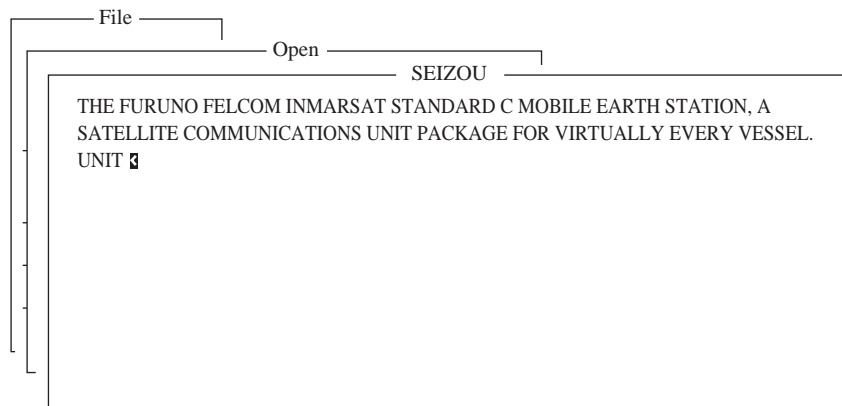 File
Open
SEIZOU
THE FURUNO FELCOM INMARSAT STANDARD C MOBILE EARTH STATION, A
SATELLITE COMMUNICATIONS UNIT PACKAGE FOR VIRTUALLY EVERY VESSEL.
UNIT